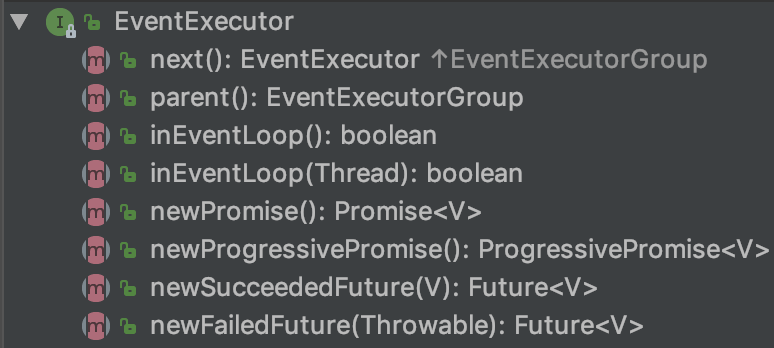 EventExecutor
next(): EventExecutor ↑EventExecutorGroup
parent(): EventExecutorGroup
inEventLoop(): boolean
inEventLoop(Thread): boolean
newPromise(): Promise<V>
newProgressivePromise(): ProgressivePromise<V>
newSucceededFuture(V): Future<V>
newFailedFuture(Throwable): Future<V>